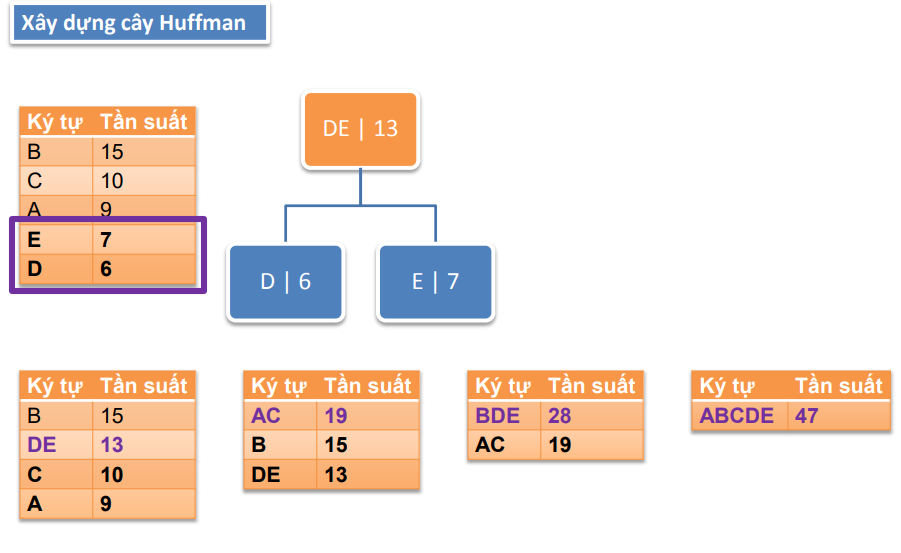 Xây dựng cây Huffman
Ký tự Tần suất
B 15
C 10
A 9
E 7
D 6
DE | 13
D | 6
E | 7
Ký tự Tần suất
B 15
DE 13
C 10
A 9
Ký tự Tần suất
AC 19
B 15
DE 13
Ký tự Tần suất
BDE 28
AC 19
Ký tự Tần suất
ABCDE 47